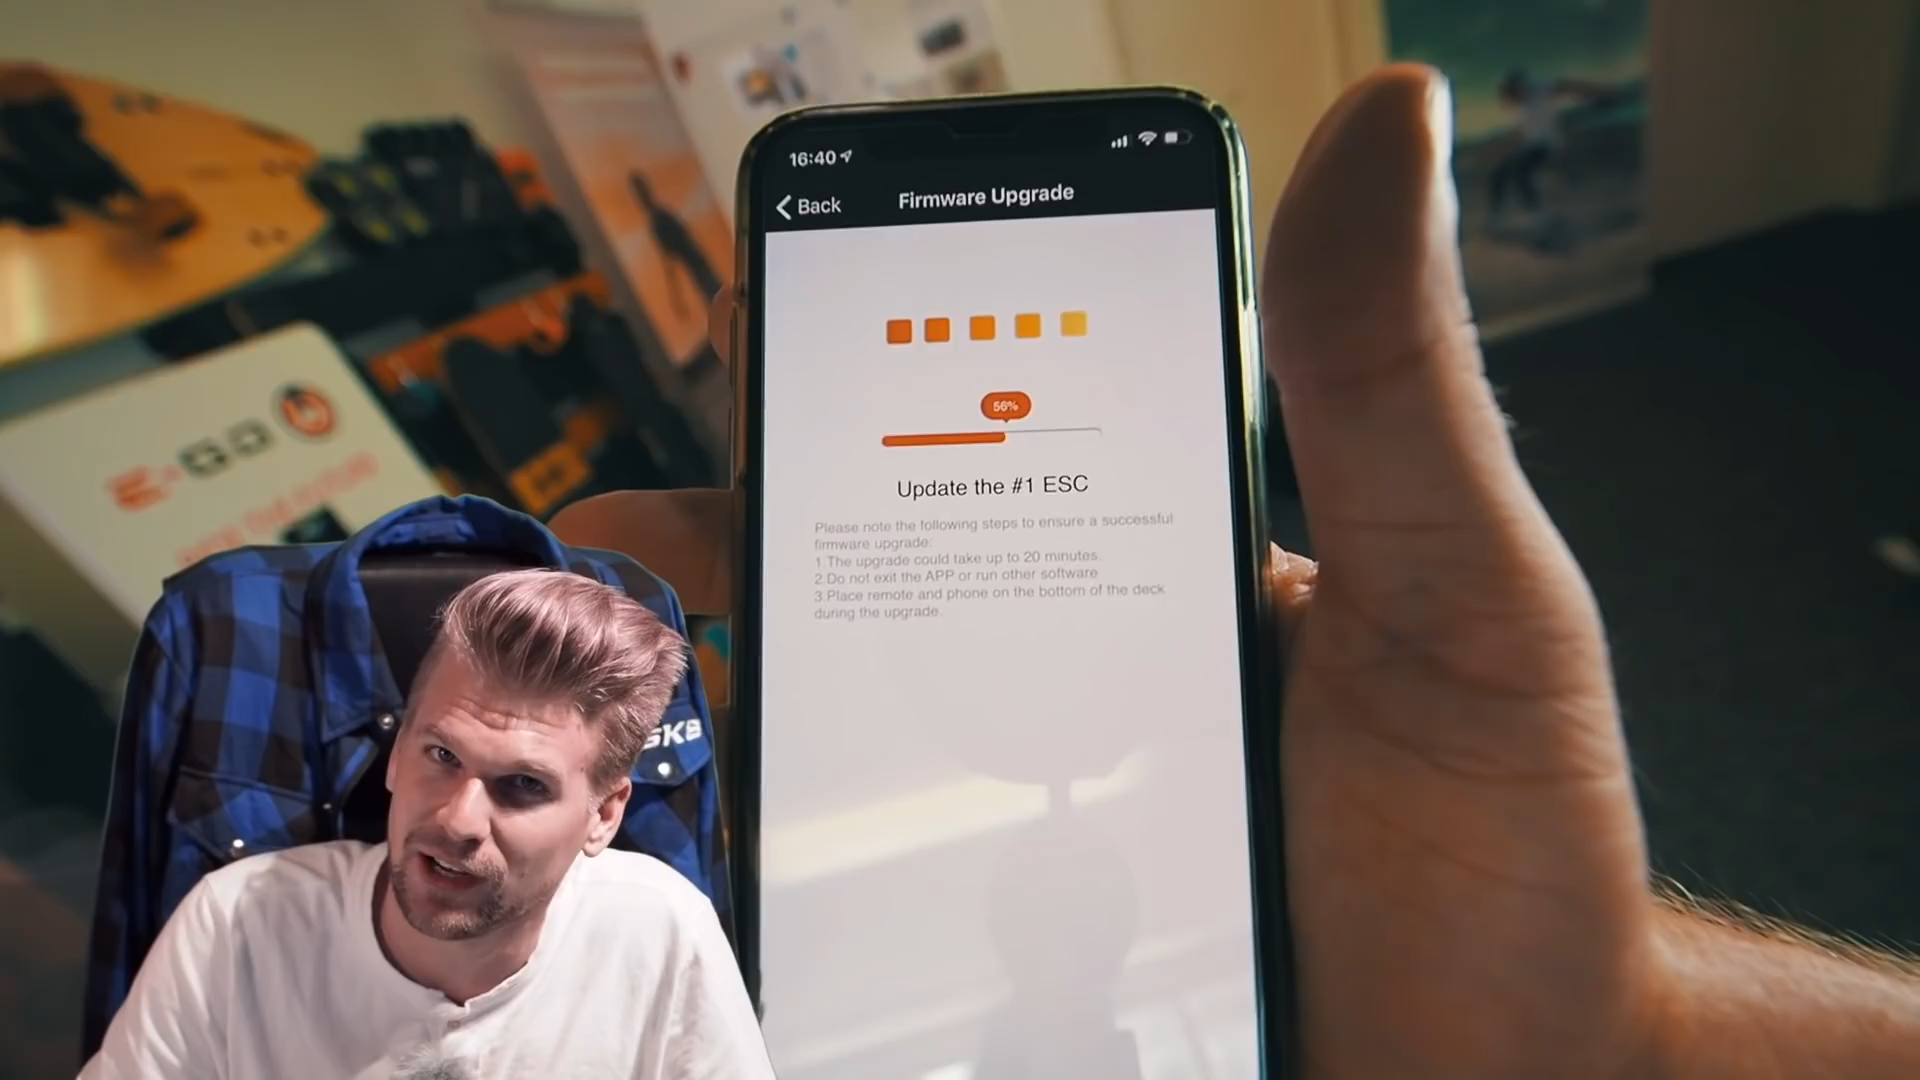 16:40
Back
Firmware Upgrade
56%
Update the #1 ESC
Please note the following steps to ensure a successful
firmware upgrade:
1.The upgrade could take up to 20 minutes.
2.Do not exit the APP or run other software
3.Place remote and phone on the bottom of the deck
during the upgrade.
SK8